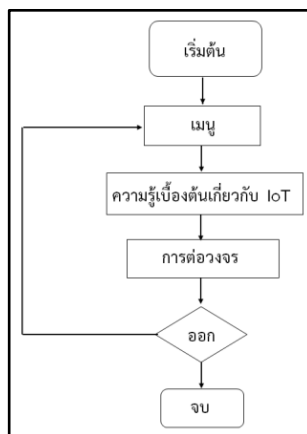 เริ่มต้น
เมนู
ความรู้เบื้องต้นเกี่ยวกับ IoT
การต่อวงจร
ออก
จบ